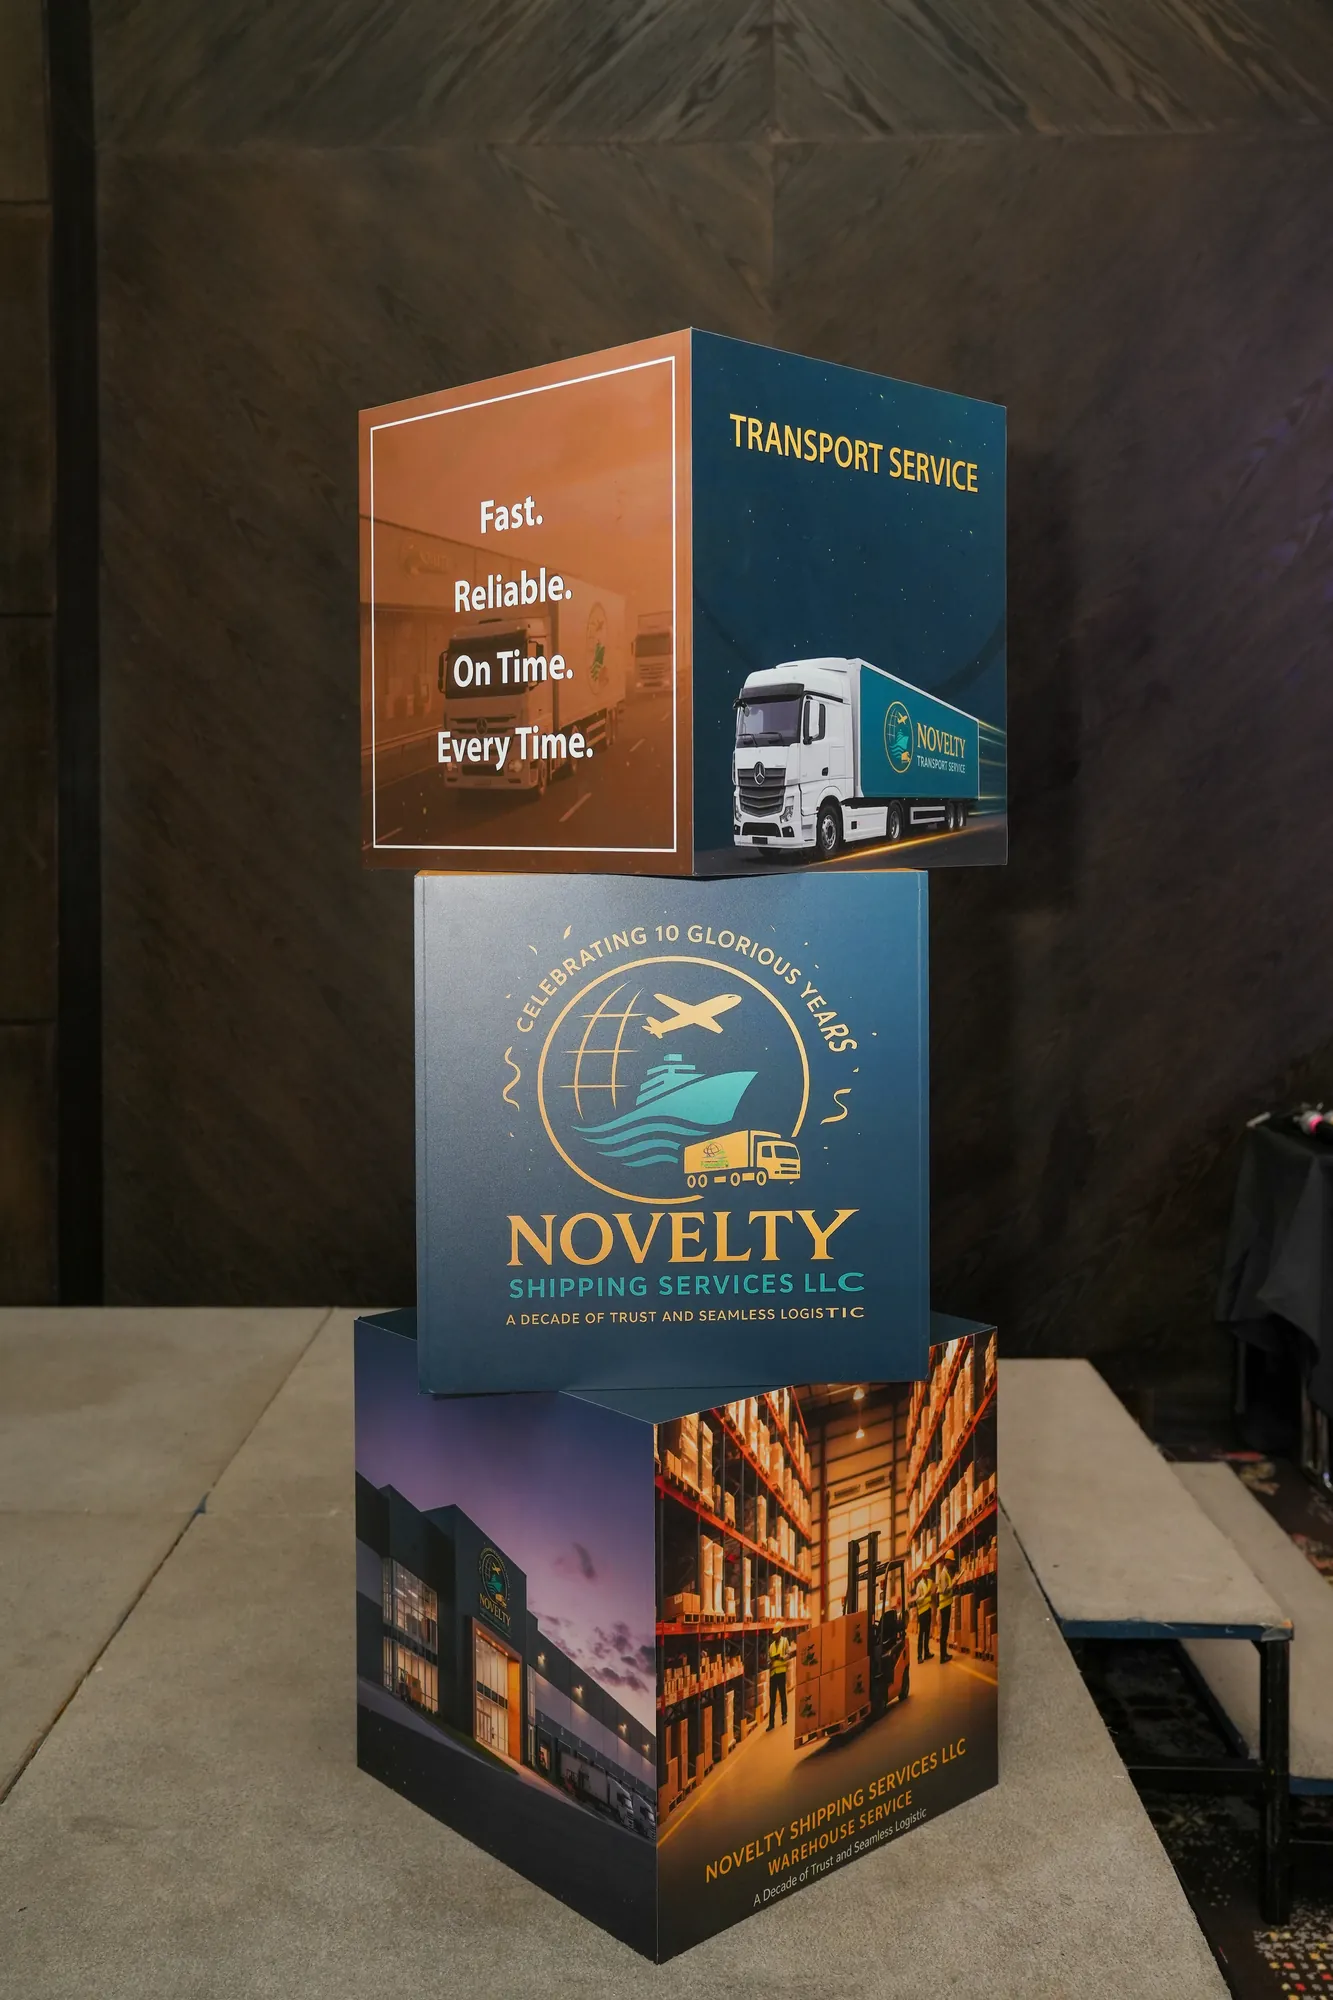 Fast.
Reliable.
On Time.
Every Time.
TRANSPORT SERVICE
NOVELTY
TRANSPORT SERVICE
CELEBRATING 10 GLORIOUS YEARS
NOVELTY
SHIPPING SERVICES LLC
A DECADE OF TRUST AND SEAMLESS LOGISTIC
NOVELTY
NOVELTY SHIPPING SERVICES LLC
WAREHOUSE SERVICE
A Decade of Trust and Seamless Logistic